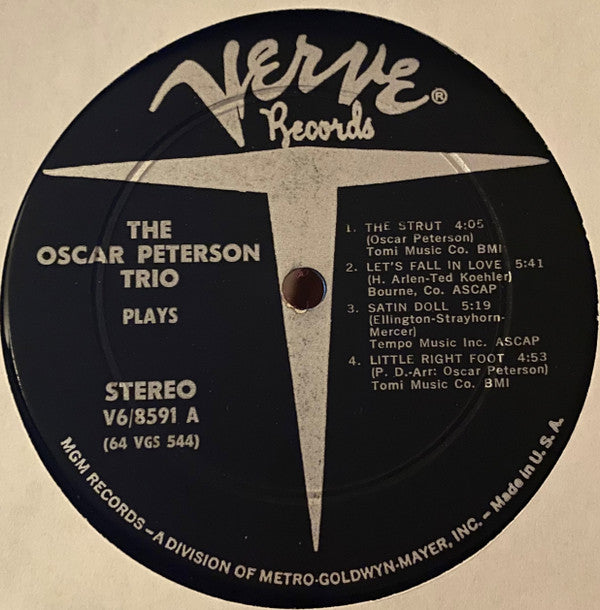 VERVE®
Records
THE
OSCAR PETERSON
TRIO
PLAYS
STEREO
V6/8591 A
(64 VGS 544)
1. THE STRUT 4:05
(Oscar Peterson)
Tomi Music Co. BMI
2. LET'S FALL IN LOVE 5:41
(H. Arlen-Ted Koehler)
Bourne, Co. ASCAP
3. SATIN DOLL 5:19
(Ellington-Strayhorn-
Mercer)
Tempo Music Inc. ASCAP
4. LITTLE RIGHT FOOT 4:53
(P. D.-Arr: Oscar Peterson)
Tomi Music Co. BMI
MGM RECORDS – A DIVISION OF METRO-GOLDWYN-MAYER, INC. – Made in U.S.A.